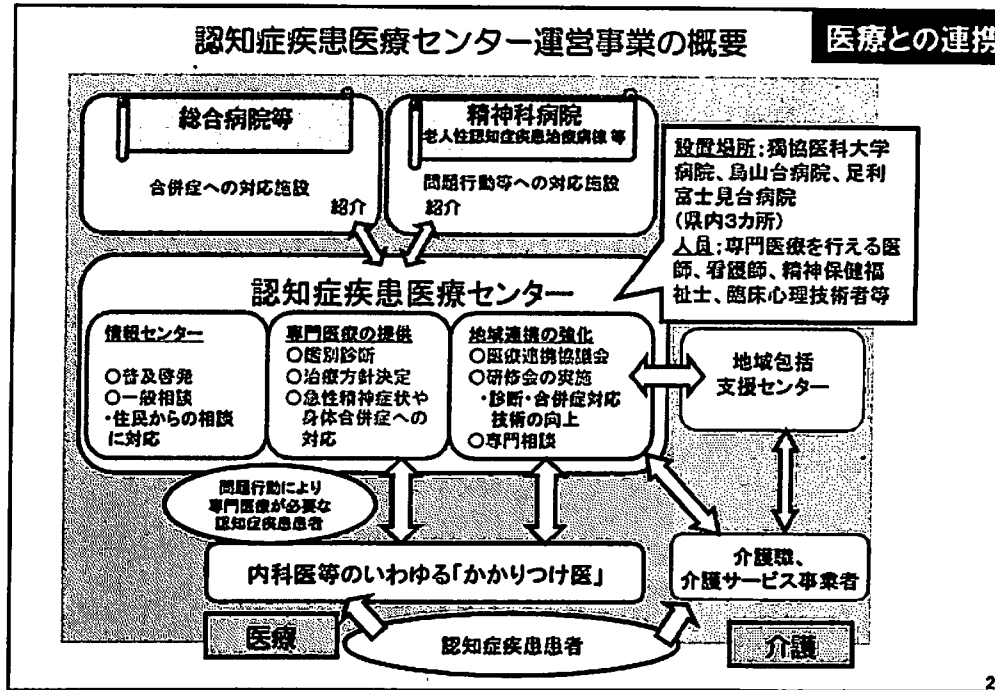 認知症疾患医療センター運営事業の概要
医療との連携
総合病院等
合併症への対応施設
紹介
精神科病院
老人性認知症疾患治療病棟 等
問題行動等への対応施設
紹介
設置場所:獨協医科大学
病院、烏山台病院、足利
富士見台病院
(県内3カ所)
人員:専門医療を行える医
師、看護師、精神保健福
祉士、臨床心理技術者等
認知症疾患医療センター
情報センター
○普及啓発
○一般相談
・住民からの相談
に対応
専門医療の提供
○鑑別診断
○治療方針決定
○急性精神症状や
身体合併症への
対応
地域連携の強化
○医療連携協議会
○研修会の実施
・診断・合併症対応
技術の向上
○専門相談
地域包括
支援センター
問題行動により
専門医療が必要な
認知症疾患患者
内科医等のいわゆる「かかりつけ医」
介護職、
介護サービス事業者
医療
認知症疾患患者
介護
2